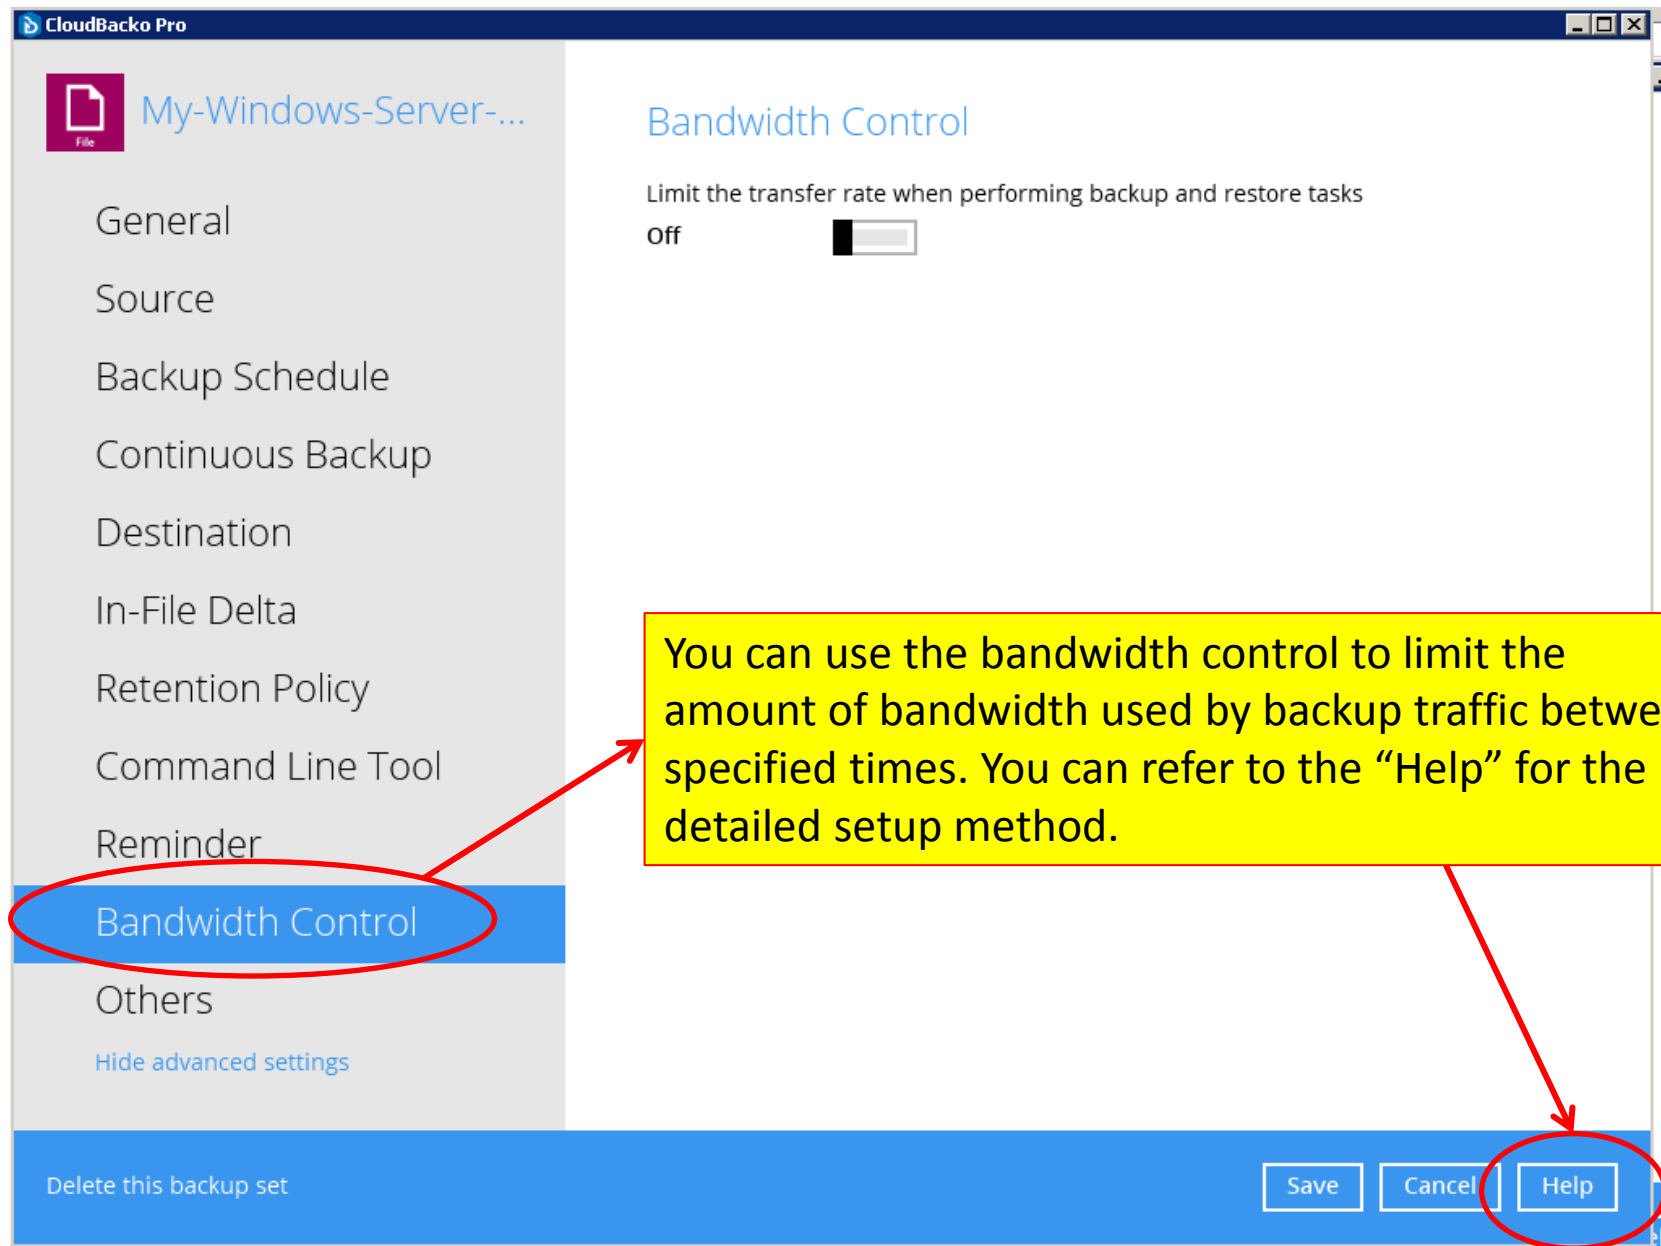 CloudBacko Pro
File
My-Windows-Server-...
General
Source
Backup Schedule
Continuous Backup
Destination
In-File Delta
Retention Policy
Command Line Tool
Reminder
Bandwidth Control
Others
Hide advanced settings
Bandwidth Control
Limit the transfer rate when performing backup and restore tasks
Off
You can use the bandwidth control to limit the
amount of bandwidth used by backup traffic betwe
specified times. You can refer to the “Help” for the
detailed setup method.
Delete this backup set
Save
Cancel
Help